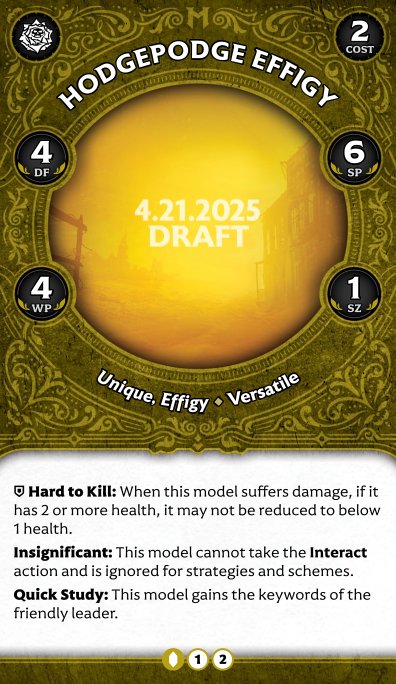 HODGEPODGE EFFIGY
2
COST
4
DF
6
SP
4.21.2025
DRAFT
4
WP
1
SZ
Unique, Effigy ⬥ Versatile
Hard to Kill: When this model suffers damage, if it
has 2 or more health, it may not be reduced to below
1 health.
Insignificant: This model cannot take the Interact
action and is ignored for strategies and schemes.
Quick Study: This model gains the keywords of the
friendly leader.
1 2